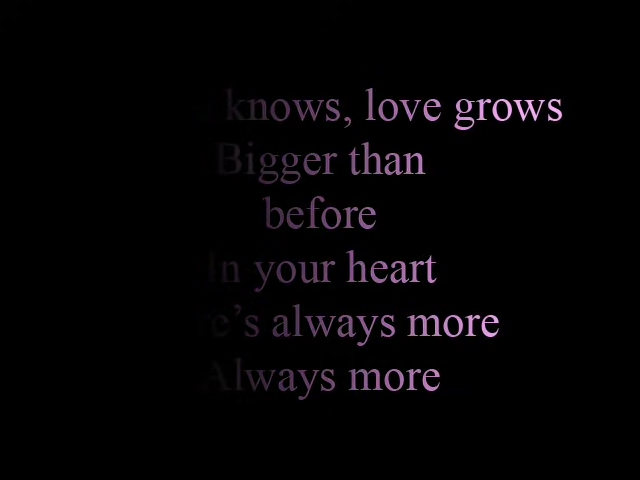 knows, love grows
Bigger than
before
In your heart
always more
Always more